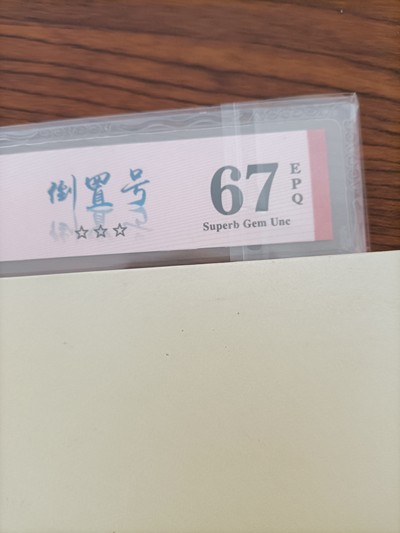 倒置号
☆☆☆
67
EPQ
Superb Gem Unc